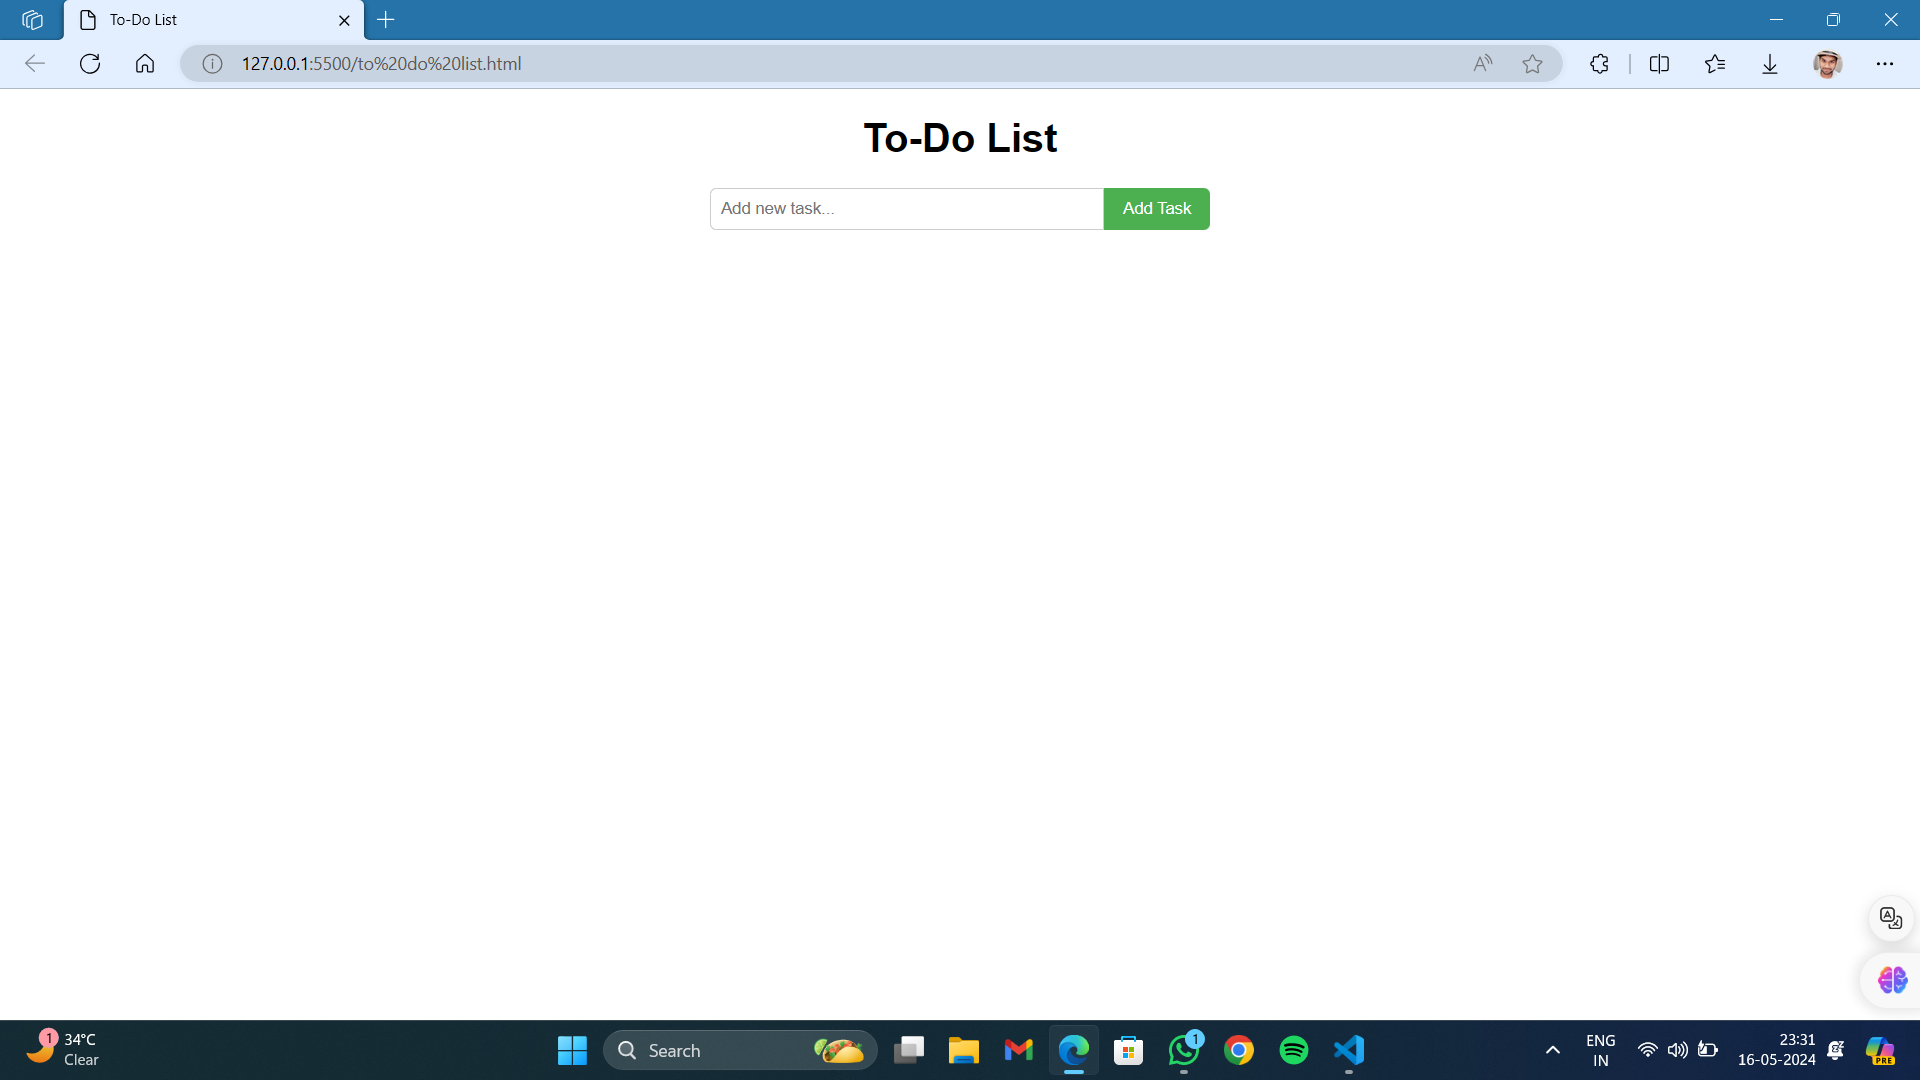 To-Do List
127.0.0.1:5500/to%20do%20list.html
To-Do List
Add new task...
Add Task
1
34°C
Clear
Search
1
PRE
ENG
IN
23:31
16-05-2024